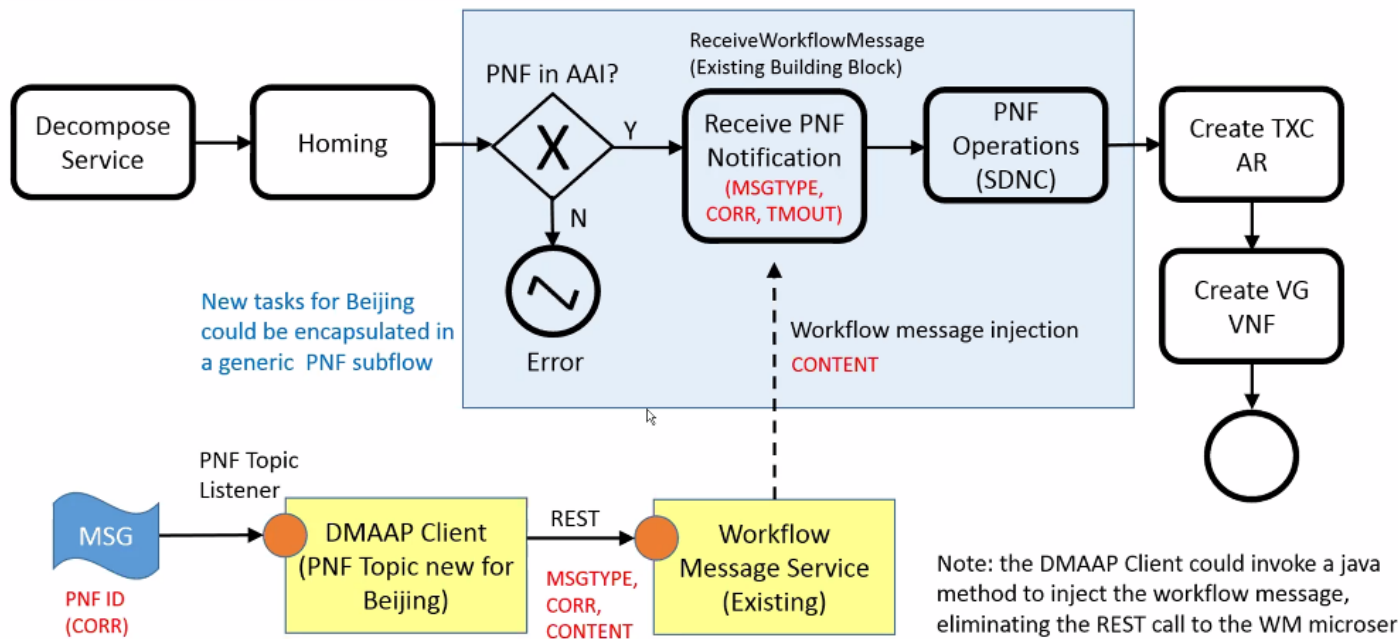 ReceiveWorkflowMessage
(Existing Building Block)
PNF in AAI?
Decompose
Service
Homing
X
Y
N
Error
Receive PNF
Notification
(MSGTYPE,
CORR, TMOUT)
PNF
Operations
(SDNC)
Create TXC
AR
Create VG
VNF
New tasks for Beijing
could be encapsulated in
a generic PNF subflow
Workflow message injection
CONTENT
PNF Topic
Listener
MSG
PNF ID
(CORR)
DMAAP Client
(PNF Topic new for
Beijing)
REST
MSGTYPE,
CORR,
CONTENT
Workflow
Message Service
(Existing)
Note: the DMAAP Client could invoke a java
method to inject the workflow message,
eliminating the REST call to the WM microser